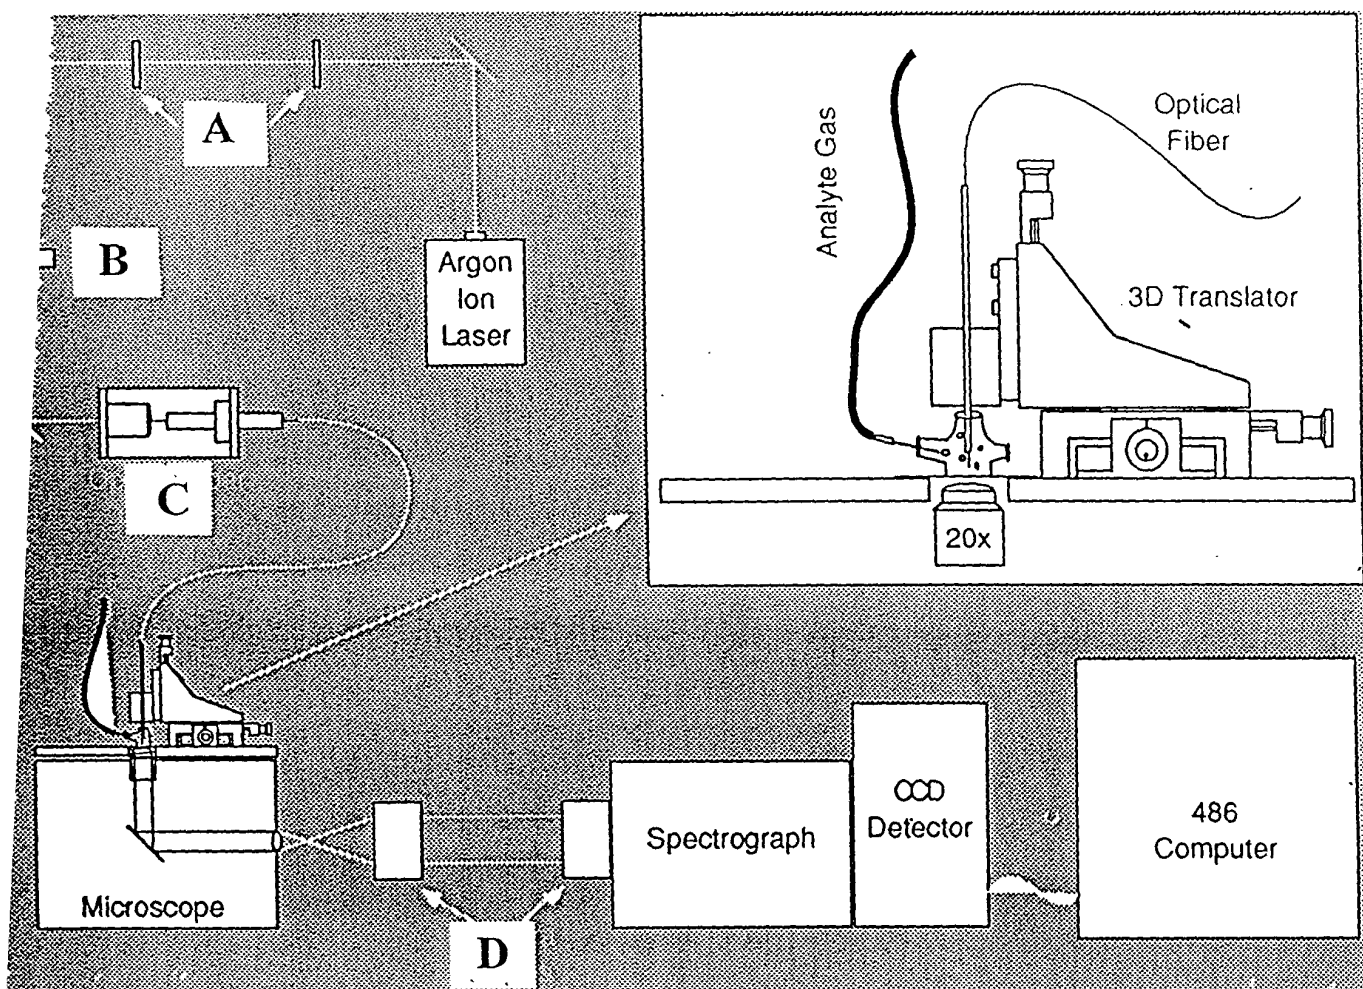 A
B
Argon
Ion
Laser
C
Analyte Gas
Optical
Fiber
3D Translator
20x
Microscope
D
Spectrograph
CCD
Detector
486
Computer